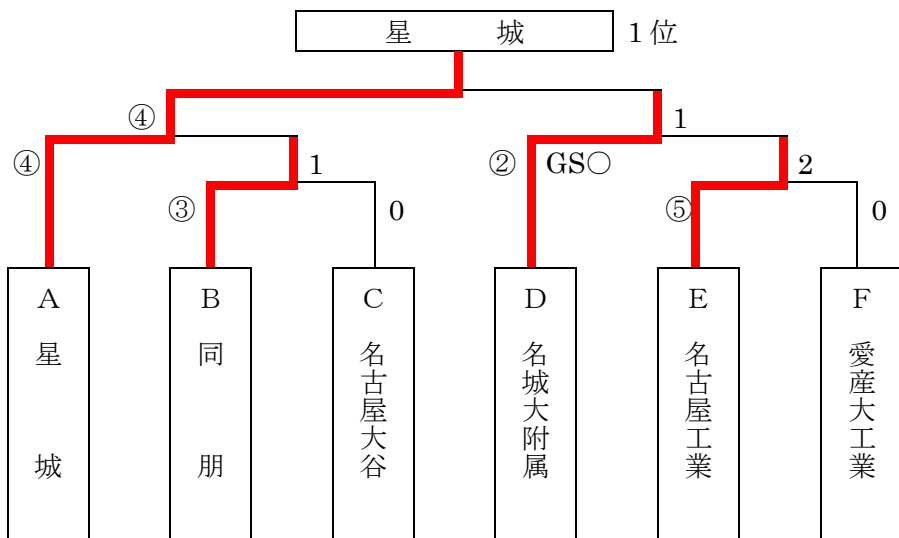 星 城 1位
④ 1
④ 1 ② GS○ 2
③ 0 ⑤ 0
A B C D E F
星城
同朋
名古屋大谷
名城大附属
名古屋工業
愛産大工業